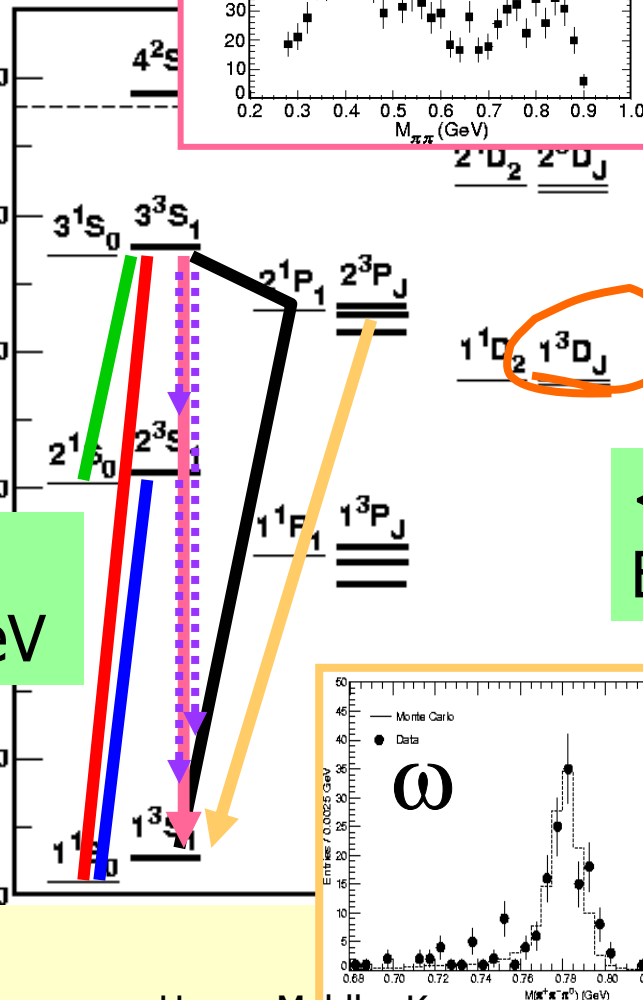 30
20
10
0
0.2 0.3 0.4 0.5 0.6 0.7 0.8 0.9 1.0
Mππ (GeV)
4²S
2¹D₂ 2³D_J
3¹S₀ 3³S₁
2¹P₁ 2³P_J
1¹D₂ 1³D_J
2¹S₀ 2³S₁
1¹P₁ 1³P_J
eV
1¹S₀ 1³S₁
50
45
40
35
30
25
20
15
10
5
0
Entries / 0.0025 GeV
Monte Carlo
Data
ω
0.68 0.70 0.72 0.74 0.76 0.78 0.80
M(π⁺π⁻π⁰) (GeV)